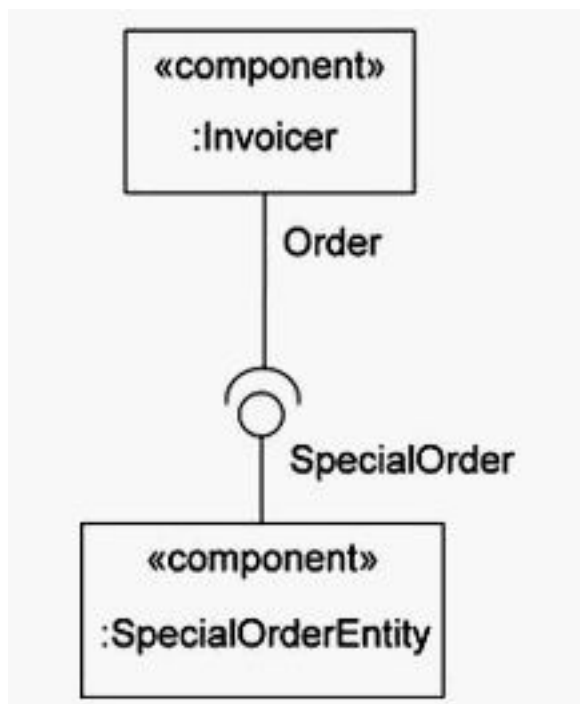 «component»
:Invoicer
Order
SpecialOrder
«component»
:SpecialOrderEntity